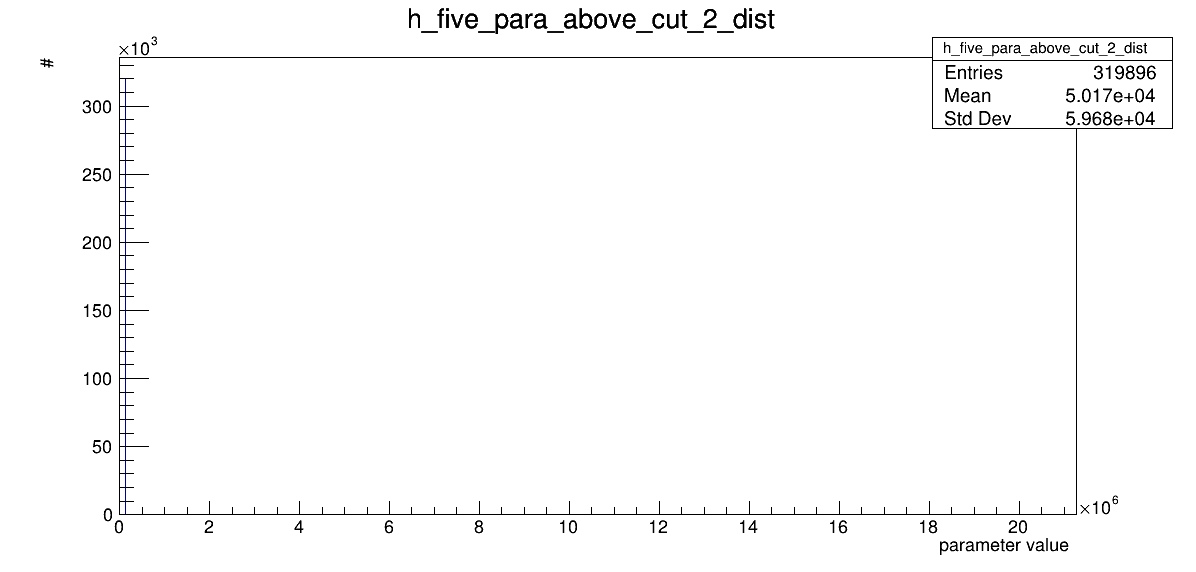 h_five_para_above_cut_2_dist
×10³
#
h_five_para_above_cut_2_dist
Entries 319896
Mean 5.017e+04
Std Dev 5.968e+04
300
250
200
150
100
50
0
0 2 4 6 8 10 12 14 16 18 20
×10⁶
parameter value